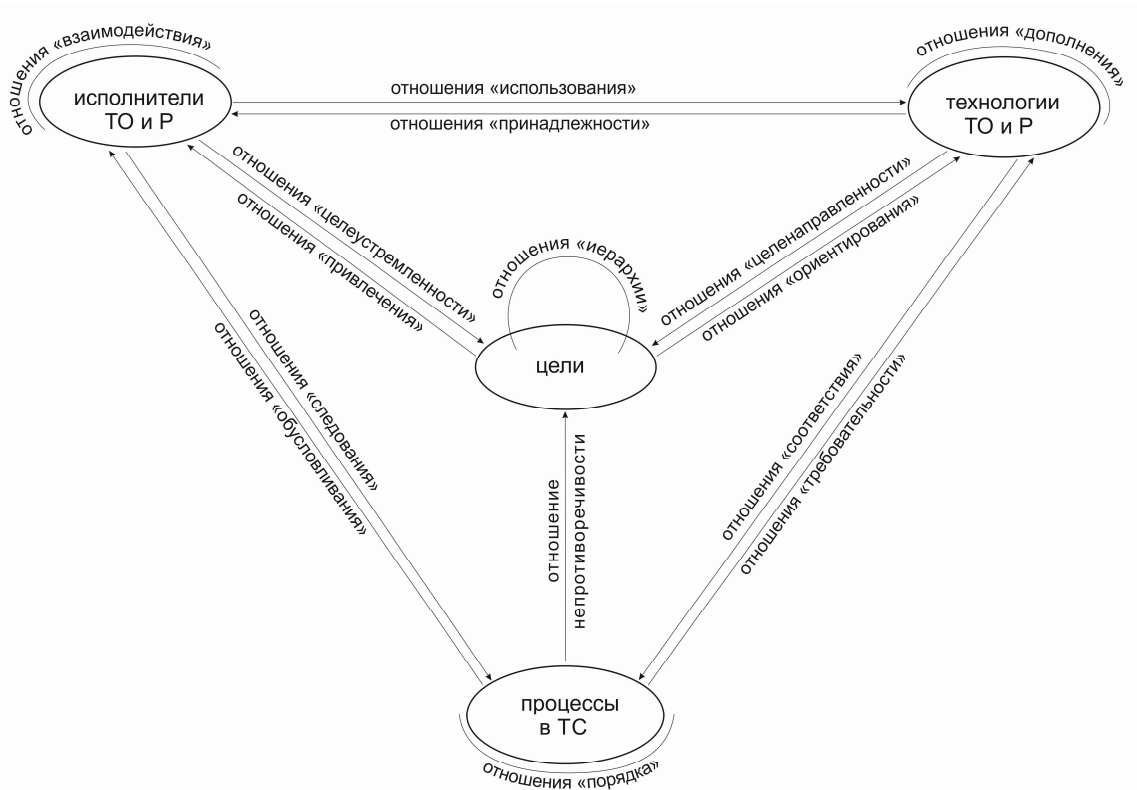 отношения «взаимодействия»
отношения «дополнения»
исполнители
ТО и Р
технологии
ТО и Р
отношения «использования»
отношения «принадлежности»
отношения «целеустремленности»
отношения «привлечения»
отношения «целенаправленности»
отношения «ориентирования»
отношения «иерархии»
цели
отношения «следования»
отношения «обусловливания»
отношения «соответствия»
отношения «требовательности»
отношение
непротиворечивости
процессы
в ТС
отношения «порядка»